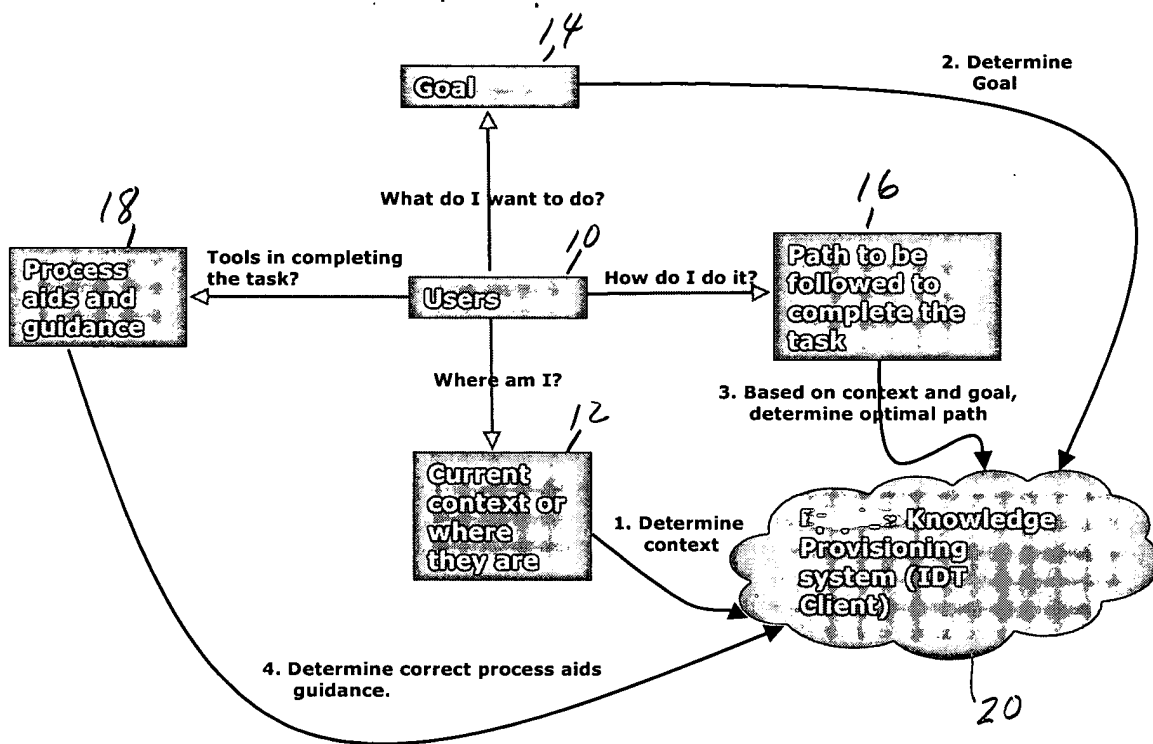 14
Goal
2. Determine
Goal
What do I want to do?
18
Process
aids and
guidance
Tools in completing
the task?
10
Users
How do I do it?
16
Path to be
followed to
complete the
task
Where am I?
3. Based on context and goal,
determine optimal path
12
Current
context or
where
they are
1. Determine
context
Knowledge
Provisioning
system (IDT
Client)
4. Determine correct process aids
guidance.
20